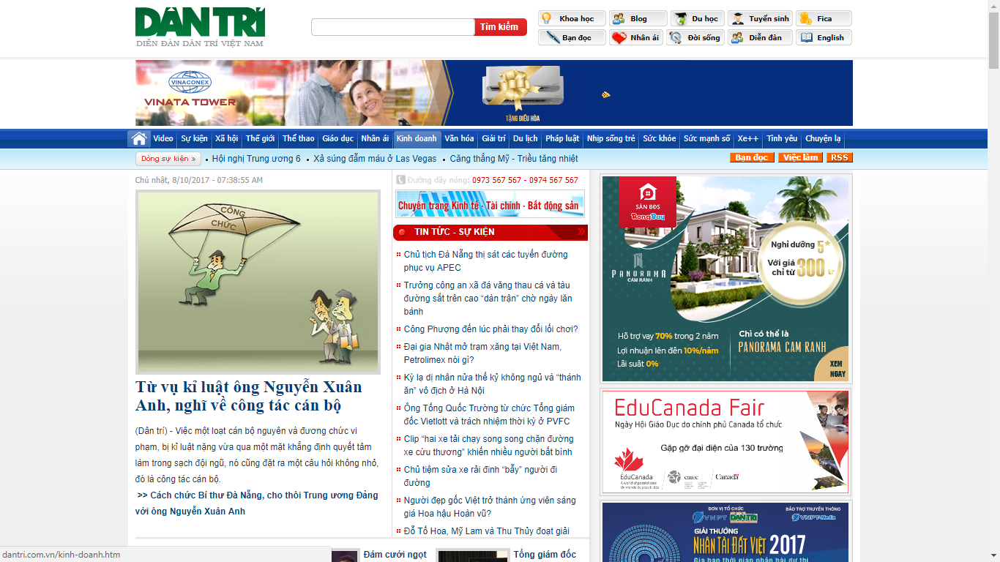 DÂN TRÍ
DIỄN ĐÀN DÂN TRÍ VIỆT NAM
Tìm kiếm
Khoa học
Blog
Du học
Tuyển sinh
Fica
Bạn đọc
Nhân ái
Đời sống
Diễn đàn
English
VINACONEX
VINATA TOWER
TẶNG ĐIỀU HÒA
Video Sự kiện Xã hội Thế giới Thể thao Giáo dục Nhân ái Kinh doanh Văn hóa Giải trí Du lịch Pháp luật Nhịp sống trẻ Sức khỏe Sức mạnh số Xe++ Tình yêu Chuyện lạ
Dòng sự kiện » Hội nghị Trung ương 6 Xả súng đẫm máu ở Las Vegas Căng thẳng Mỹ - Triều tăng nhiệt
Bạn đọc Việc làm RSS
Chủ nhật, 8/10/2017 - 07:38:55 AM
CÔNG
CHỨC
Từ vụ kỉ luật ông Nguyễn Xuân
Anh, nghĩ về công tác cán bộ
(Dân trí) - Việc một loạt cán bộ nguyên và đương chức vi
phạm, bị kỉ luật nặng vừa qua một mặt khẳng định quyết tâm
làm trong sạch đội ngũ, nó cũng đặt ra một câu hỏi không nhỏ,
đó là công tác cán bộ.
>> Cách chức Bí thư Đà Nẵng, cho thôi Trung ương Đảng
với ông Nguyễn Xuân Anh
Đường dây nóng: 0973 567 567 - 0974 567 567
Chuyên trang Kinh tế - Tài chính - Bất động sản
TIN TỨC - SỰ KIỆN
Chủ tịch Đà Nẵng thị sát các tuyến đường
phục vụ APEC
Trưởng công an xã đá văng thau cá và tàu
đường sắt trên cao “dàn trận” chờ ngày lăn
bánh
Công Phượng đến lúc phải thay đổi lối chơi?
Đại gia Nhật mở trạm xăng tại Việt Nam,
Petrolimex nói gì?
Kỳ lạ dị nhân nửa thế kỷ không ngủ và “thánh
ăn” vô địch ở Hà Nội
Ông Tống Quốc Trường từ chức Tổng giám
đốc Vietlott và trách nhiệm thời kỳ ở PVFC
Clip “hai xe tải chạy song song chặn đường
xe cứu thương” khiến nhiều người bất bình
Chủ tiệm sửa xe rải đinh “bẫy” người đi
đường
Người đẹp gốc Việt trở thành ứng viên sáng
giá Hoa hậu Hoàn vũ?
Đỗ Tố Hoa, Mỹ Lam và Thu Thủy đoạt giải
SÀN BĐS
RongBay
PANORAMA
CAM RANH
Nghỉ dưỡng 5*
Với giá
chỉ từ 300 tr
Hỗ trợ vay 70% trong 2 năm
Lợi nhuận lên đến 10%/năm
Lãi suất 0%
Chỉ có thể là
PANORAMA CAM RANH
XEM
NGAY
EduCanada Fair
Ngày Hội Giáo Dục do chính phủ Canada tổ chức
Gặp gỡ đại diện của 130 trường
EduCanada
A world of possibilities
Un monde de possibilités
cmec
Canada
ĐƠN VỊ TỔ CHỨC
VNPT DÂN TRÍ
BẢO TRỢ TRUYỀN THÔNG
VNPT-Media
GIẢI THƯỞNG
NHÂN TÀI ĐẤT VIỆT 2017
Gia hạn thời gian nhận bài dự thi
Đám cưới ngọt
Tổng giám đốc
dantri.com.vn/kinh-doanh.htm